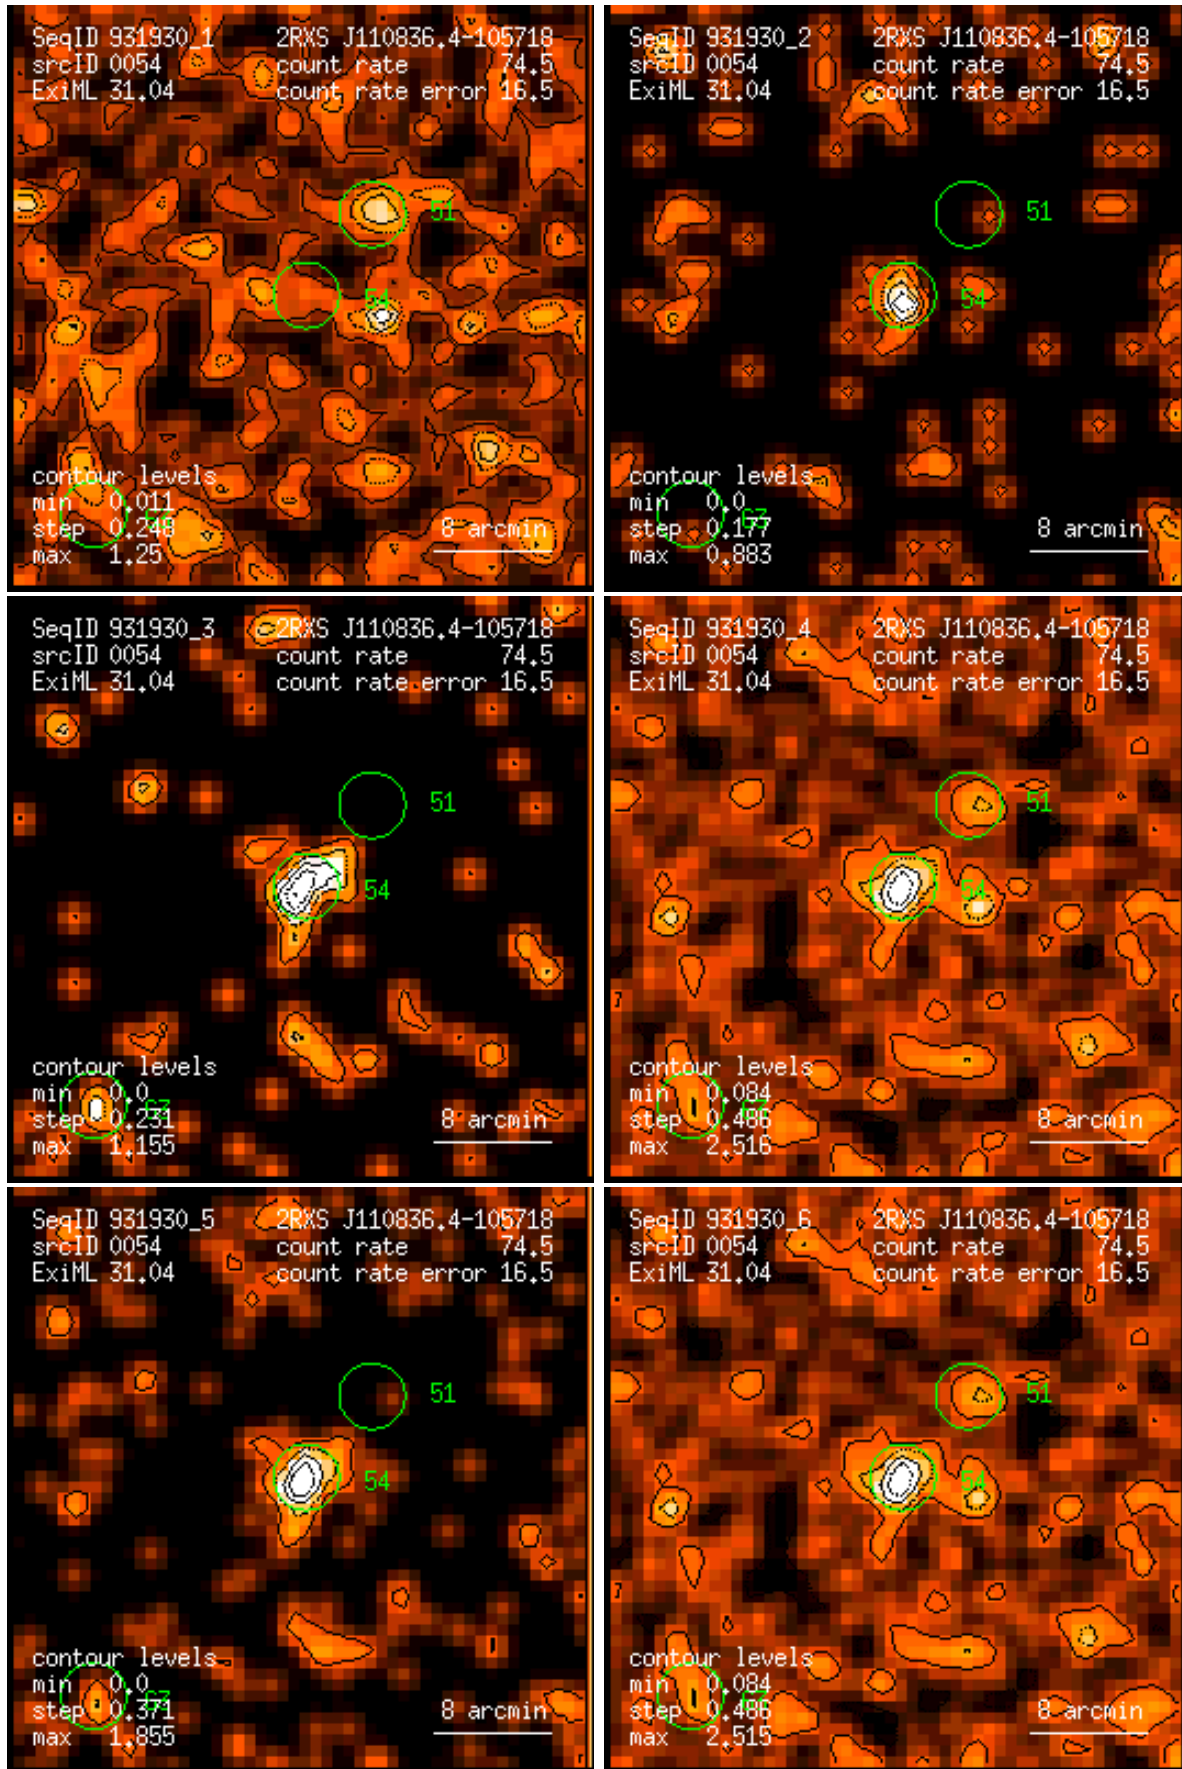 SeqID 931930_1 2RXS J110836.4-105718
srcID 0054 count rate 74.5
ExiML 31.04 count rate error 16.5
51
54
contour levels
min 0.011
step 0.248
max 1.25
8 arcmin
SeqID 931930_2 2RXS J110836.4-105718
srcID 0054 count rate 74.5
ExiML 31.04 count rate error 16.5
51
54
contour levels
min 0.0
step 0.177
max 0.883
8 arcmin
SeqID 931930_3 2RXS J110836.4-105718
srcID 0054 count rate 74.5
ExiML 31.04 count rate error 16.5
51
54
contour levels
min 0.0
step 0.231
max 1.155
8 arcmin
SeqID 931930_4 2RXS J110836.4-105718
srcID 0054 count rate 74.5
ExiML 31.04 count rate error 16.5
51
54
contour levels
min 0.084
step 0.486
max 2.516
8 arcmin
SeqID 931930_5 2RXS J110836.4-105718
srcID 0054 count rate 74.5
ExiML 31.04 count rate error 16.5
51
54
contour levels
min 0.0
step 0.371
max 1.855
8 arcmin
SeqID 931930_6 2RXS J110836.4-105718
srcID 0054 count rate 74.5
ExiML 31.04 count rate error 16.5
51
54
contour levels
min 0.084
step 0.486
max 2.515
8 arcmin